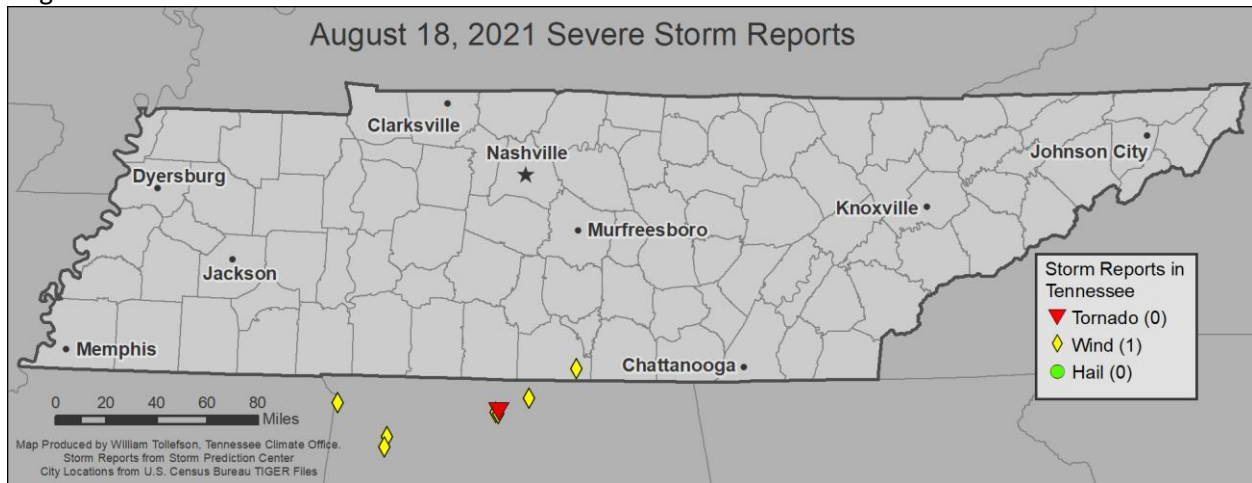 August 18, 2021 Severe Storm Reports
Clarksville
Nashville
Johnson City
Dyersburg
Knoxville
Murfreesboro
Jackson
Storm Reports in
Tennessee
Tornado (0)
Wind (1)
Hail (0)
Memphis
Chattanooga
0 20 40 60 80
Miles
Map Produced by William Tollefson, Tennessee Climate Office.
Storm Reports from Storm Prediction Center
City Locations from U.S. Census Bureau TIGER Files